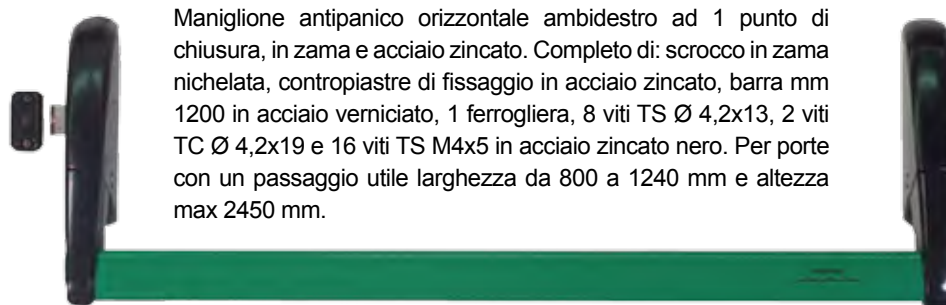 Maniglione antipanico orizzontale ambidestro ad 1 punto di
chiusura, in zama e acciaio zincato. Completo di: scrocco in zama
nichelata, contropiastre di fissaggio in acciaio zincato, barra mm
1200 in acciaio verniciato, 1 ferrogliera, 8 viti TS Ø 4,2x13, 2 viti
TC Ø 4,2x19 e 16 viti TS M4x5 in acciaio zincato nero. Per porte
con un passaggio utile larghezza da 800 a 1240 mm e altezza
max 2450 mm.